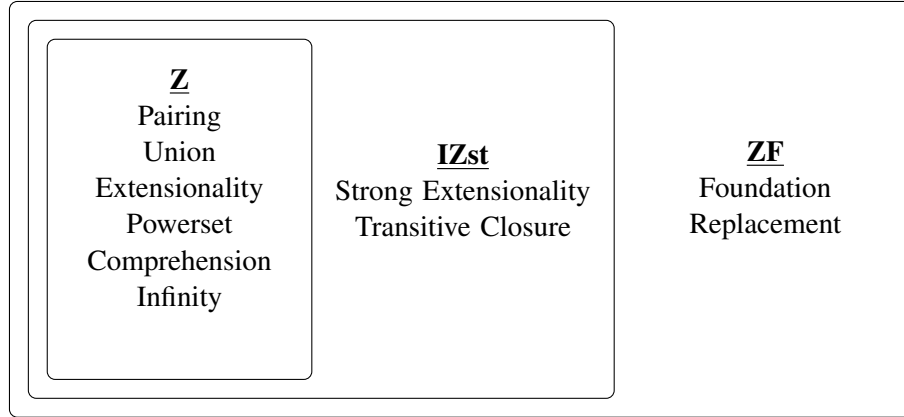 Z
Pairing
Union
Extensionality
Powerset
Comprehension
Infinity
IZst
Strong Extensionality
Transitive Closure
ZF
Foundation
Replacement